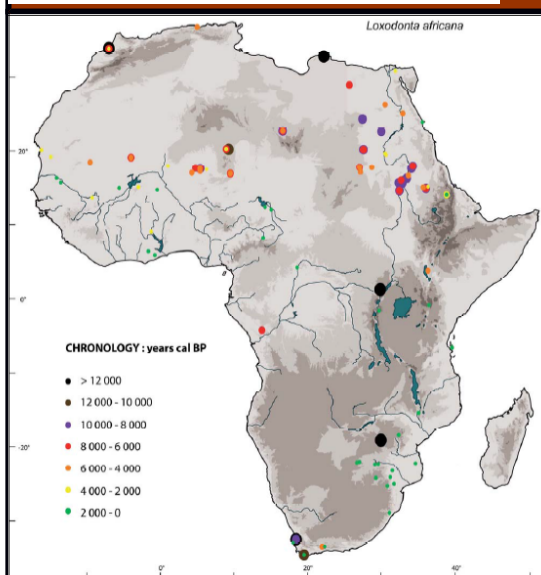 Loxodonta africana
20°
0°
-20°
CHRONOLOGY : years cal BP
> 12 000
12 000 - 10 000
10 000 - 8 000
8 000 - 6 000
6 000 - 4 000
4 000 - 2 000
2 000 - 0
0°
20°
40°